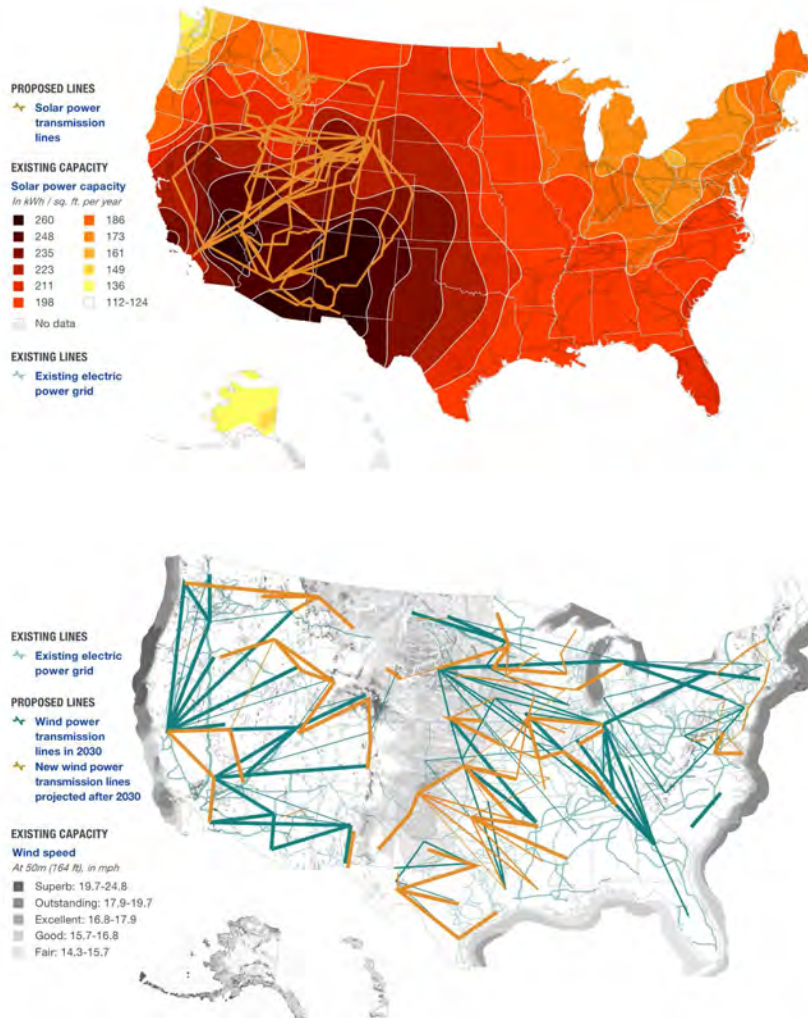 PROPOSED LINES
Solar power
transmission
lines
EXISTING CAPACITY
Solar power capacity
In kWh / sq. ft. per year
260 186
248 173
235 161
223 149
211 136
198 112-124
No data
EXISTING LINES
Existing electric
power grid
EXISTING LINES
Existing electric
power grid
PROPOSED LINES
Wind power
transmission
lines in 2030
New wind power
transmission lines
projected after 2030
EXISTING CAPACITY
Wind speed
At 50m (164 ft), in mph
Superb: 19.7-24.8
Outstanding: 17.9-19.7
Excellent: 16.8-17.9
Good: 15.7-16.8
Fair: 14.3-15.7